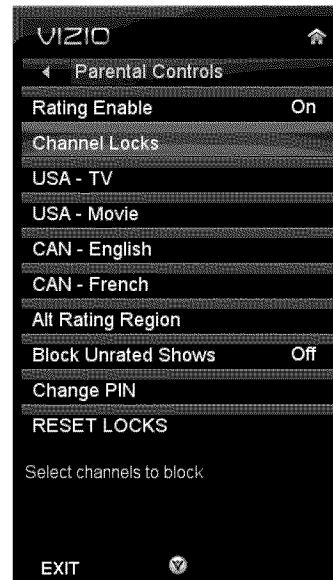 VIZIO
Parental Controls
Rating Enable On
Channel Locks
USA - TV
USA - Movie
CAN - English
CAN - French
Alt Rating Region
Block Unrated Shows Off
Change PIN
RESET LOCKS
Select channels to block
EXIT